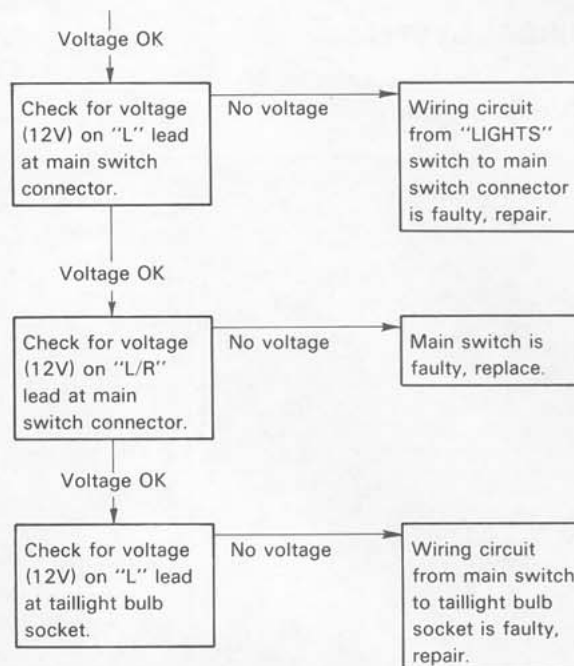 Voltage OK
Check for voltage
(12V) on "L" lead
at main switch
connector.
No voltage
Wiring circuit
from "LIGHTS"
switch to main
switch connector
is faulty, repair.
Voltage OK
Check for voltage
(12V) on "L/R"
lead at main
switch connector.
No voltage
Main switch is
faulty, replace.
Voltage OK
Check for voltage
(12V) on "L" lead
at taillight bulb
socket.
No voltage
Wiring circuit
from main switch
to taillight bulb
socket is faulty,
repair.